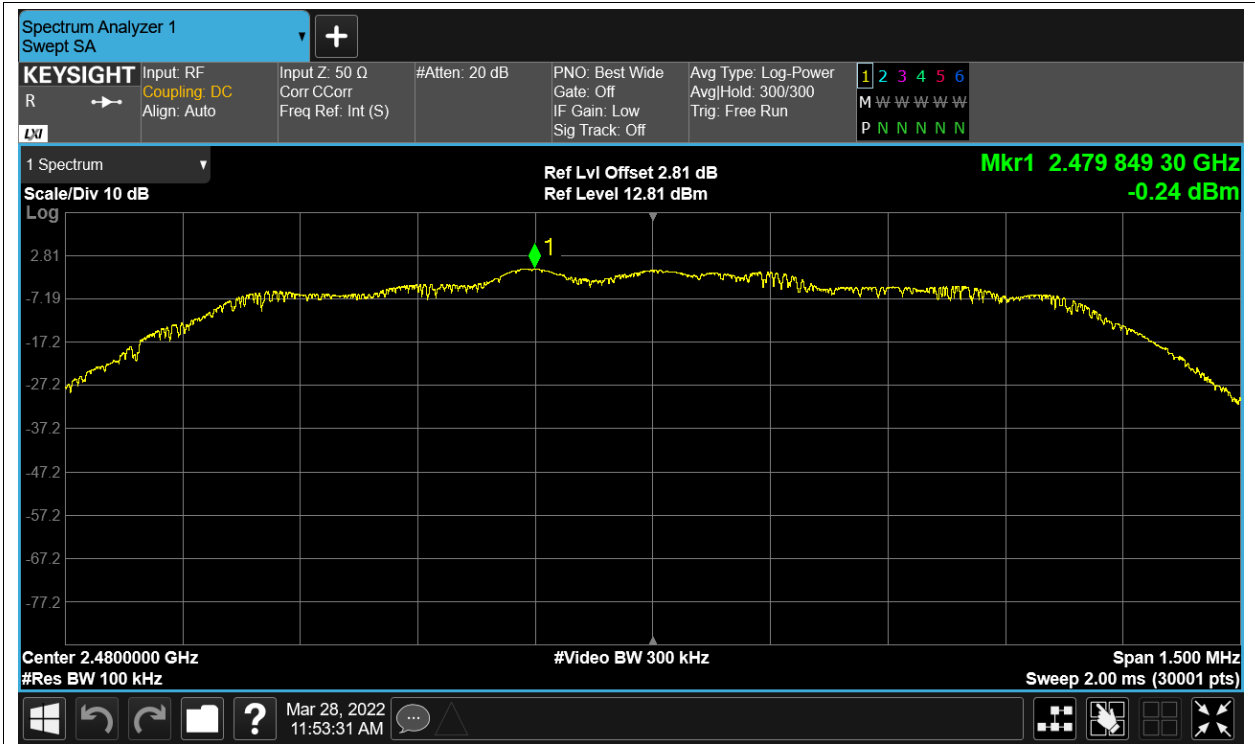 Spectrum Analyzer 1
Swept SA
+
KEYSIGHT
R
LXI
Input: RF
Coupling: DC
Align: Auto
Input Z: 50 Ω
Corr CCorr
Freq Ref: Int (S)
#Atten: 20 dB
PNO: Best Wide
Gate: Off
IF Gain: Low
Sig Track: Off
Avg Type: Log-Power
Avg|Hold: 300/300
Trig: Free Run
1 2 3 4 5 6
M W W W W W
P N N N N N
1 Spectrum
Scale/Div 10 dB
Log
Ref Lvl Offset 2.81 dB
Ref Level 12.81 dBm
Mkr1 2.479 849 30 GHz
-0.24 dBm
1
2.81
-7.19
-17.2
-27.2
-37.2
-47.2
-57.2
-67.2
-77.2
Center 2.4800000 GHz
#Res BW 100 kHz
#Video BW 300 kHz
Span 1.500 MHz
Sweep 2.00 ms (30001 pts)
?
Mar 28, 2022
11:53:31 AM